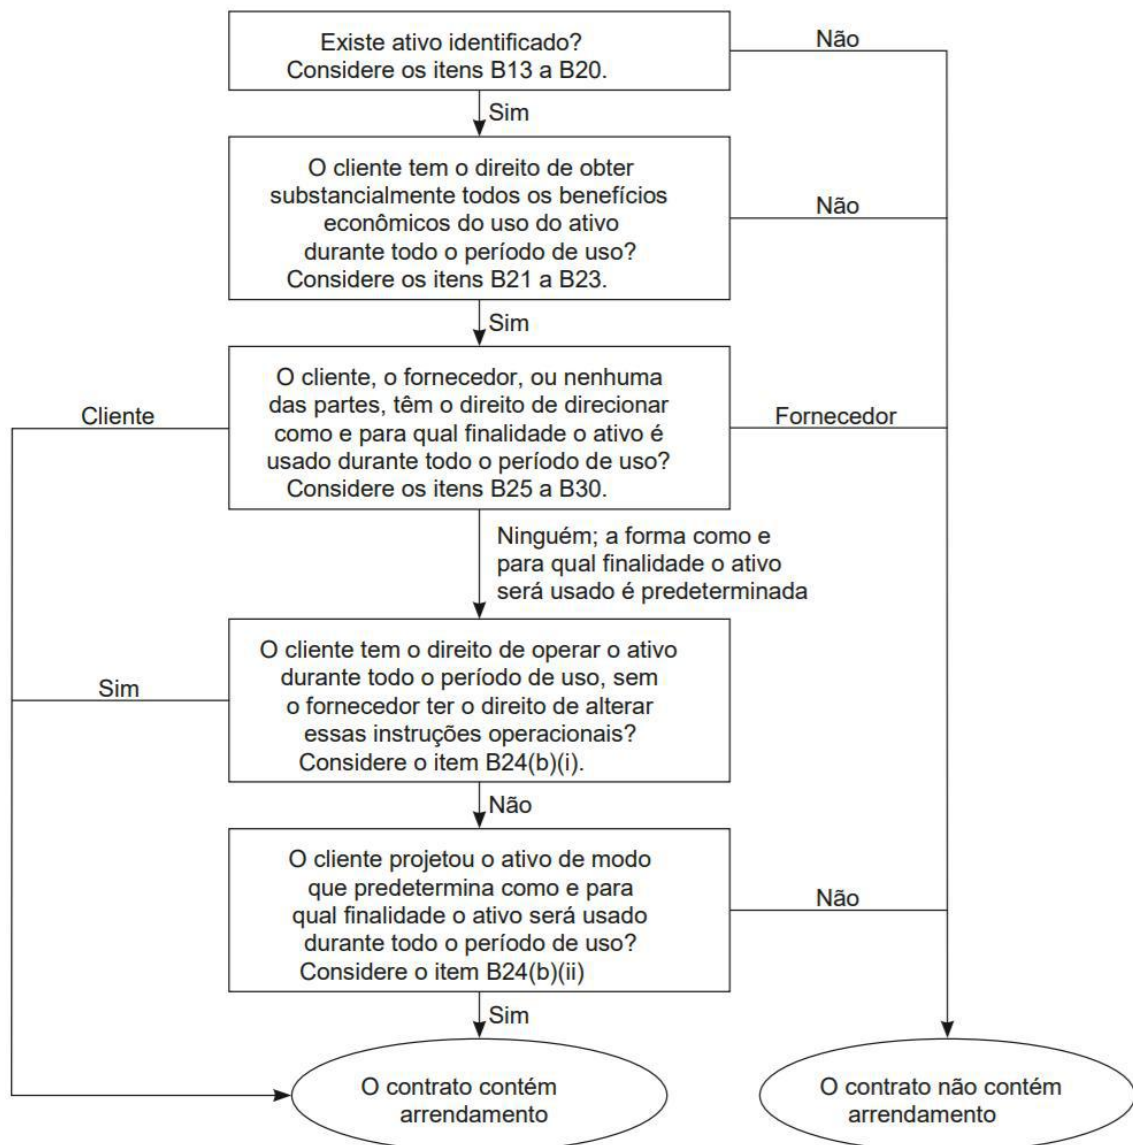 Existe ativo identificado?
Considere os itens B13 a B20.
Não
Sim
O cliente tem o direito de obter
substancialmente todos os benefícios
econômicos do uso do ativo
durante todo o período de uso?
Considere os itens B21 a B23.
Não
Sim
O cliente, o fornecedor, ou nenhuma
das partes, têm o direito de direcionar
como e para qual finalidade o ativo é
usado durante todo o período de uso?
Considere os itens B25 a B30.
Cliente
Fornecedor
Ninguém; a forma como e
para qual finalidade o ativo
será usado é predeterminada
O cliente tem o direito de operar o ativo
durante todo o período de uso, sem
o fornecedor ter o direito de alterar
essas instruções operacionais?
Considere o item B24(b)(i).
Sim
Não
O cliente projetou o ativo de modo
que predetermina como e para
qual finalidade o ativo será usado
durante todo o período de uso?
Considere o item B24(b)(ii)
Não
Sim
O contrato contém
arrendamento
O contrato não contém
arrendamento